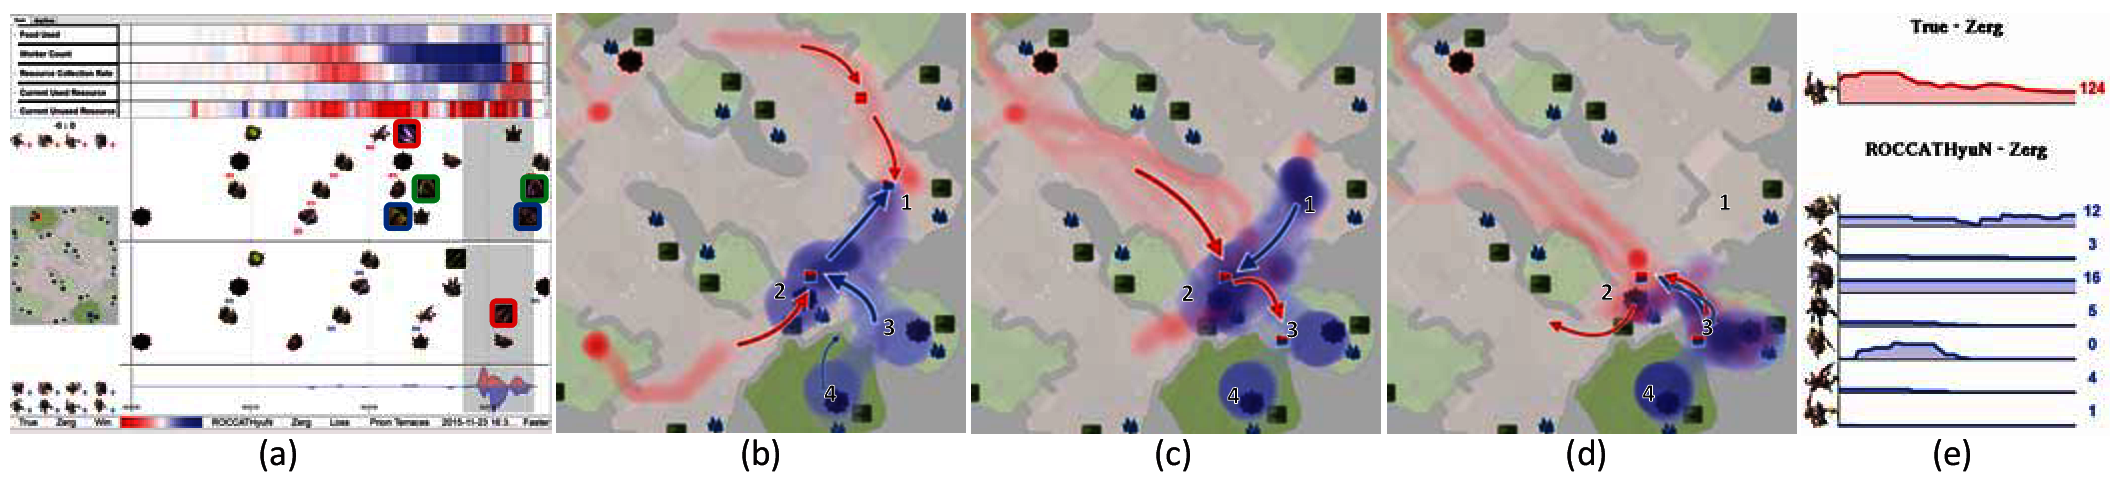 Food Used
Worker Count
Resource Collection Rate
Current Used Resource
Current Unused Resource
True Zerg Win
ROCCATHyuN Zerg Loss Prion Terraces 2015-11-23 16:3... Faster
(a)
1
2
3
4
(b)
1
2
3
4
(c)
1
2
3
4
(d)
True - Zerg
124
ROCCATHyuN - Zerg
12
3
16
5
0
4
1
(e)